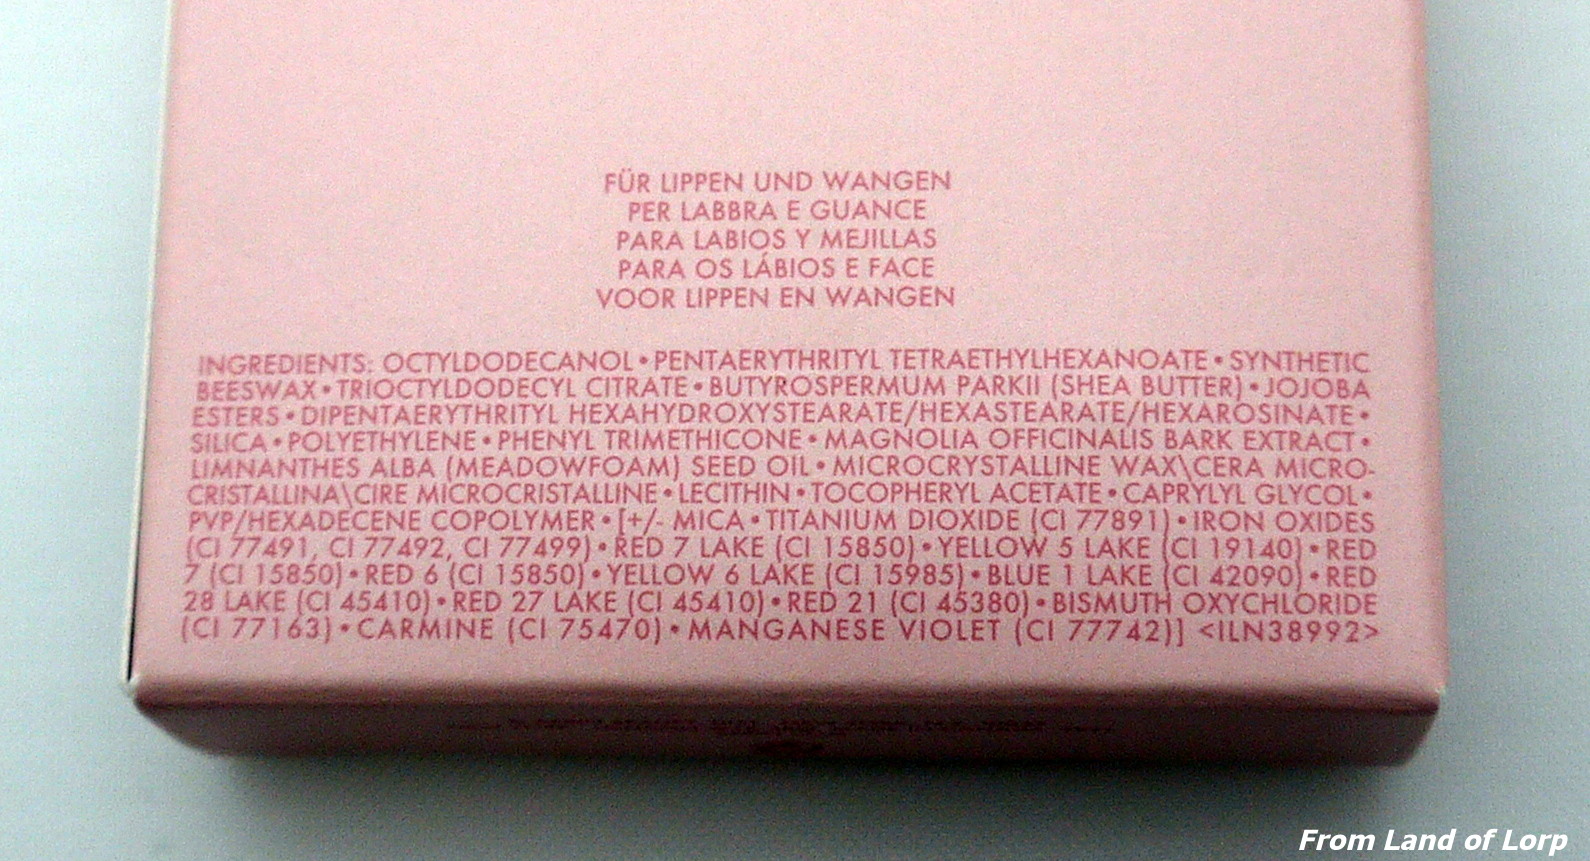 FÜR LIPPEN UND WANGEN
PER LABBRA E GUANCE
PARA LABIOS Y MEJILLAS
PARA OS LÁBIOS E FACE
VOOR LIPPEN EN WANGEN
INGREDIENTS: OCTYLDODECANOL • PENTAERYTHRITYL TETRAETHYLHEXANOATE • SYNTHETIC
BEESWAX • TRIOCTYLDODECYL CITRATE • BUTYROSPERMUM PARKII (SHEA BUTTER) • JOJOBA
ESTERS • DIPENTAERYTHRITYL HEXAHYDROXYSTEARATE/HEXASTEARATE/HEXAROSINATE •
SILICA • POLYETHYLENE • PHENYL TRIMETHICONE • MAGNOLIA OFFICINALIS BARK EXTRACT •
LIMNANTHES ALBA (MEADOWFOAM) SEED OIL • MICROCRYSTALLINE WAX\CERA MICRO-
CRISTALLINA\CIRE MICROCRISTALLINE • LECITHIN • TOCOPHERYL ACETATE • CAPRYLYL GLYCOL •
PVP/HEXADECENE COPOLYMER • [+/- MICA • TITANIUM DIOXIDE (CI 77891) • IRON OXIDES
(CI 77491, CI 77492, CI 77499) • RED 7 LAKE (CI 15850) • YELLOW 5 LAKE (CI 19140) • RED
7 (CI 15850) • RED 6 (CI 15850) • YELLOW 6 LAKE (CI 15985) • BLUE 1 LAKE (CI 42090) • RED
28 LAKE (CI 45410) • RED 27 LAKE (CI 45410) • RED 21 (CI 45380) • BISMUTH OXYCHLORIDE
(CI 77163) • CARMINE (CI 75470) • MANGANESE VIOLET (CI 77742)] <ILN38992>
From Land of Lorp